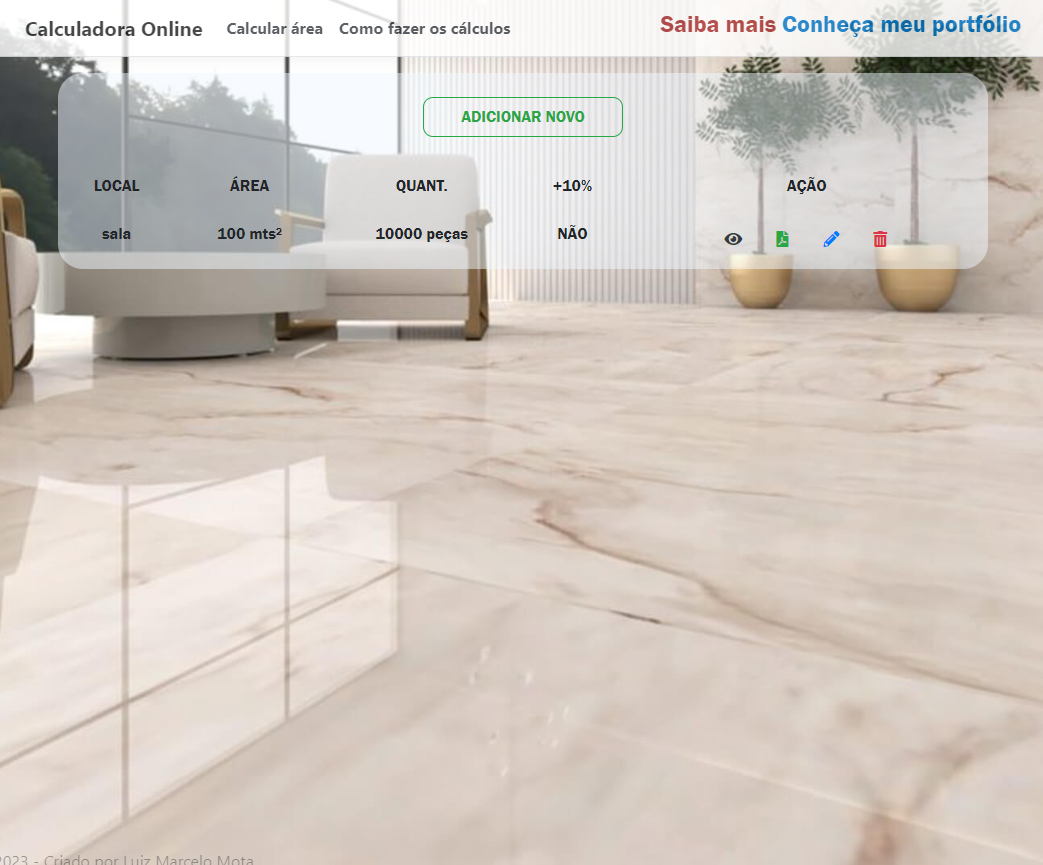 Calculadora Online Calcular área Como fazer os cálculos Saiba mais Conheça meu portfólio
ADICIONAR NOVO
LOCAL ÁREA QUANT. +10% AÇÃO
sala 100 mts² 10000 peças NÃO
2023 - Criado por Luiz Marcelo Mota